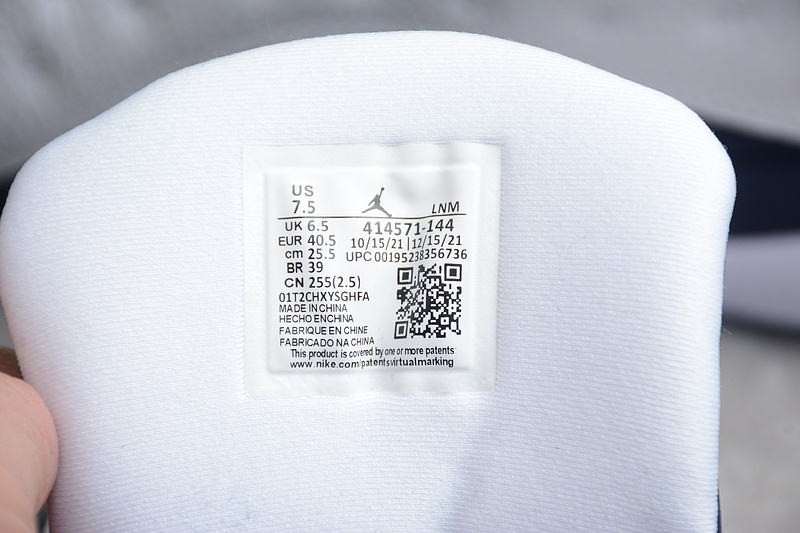 US
7.5
LNM
UK 6.5
414571-144
EUR 40.5
10/15/21 | 12/15/21
cm 25.5
UPC 00195238356736
BR 39
CN 255(2.5)
01T2CHXYSGHFA
MADE IN CHINA
HECHO EN CHINA
FABRIQUE EN CHINE
FABRICADO NA CHINA
This product is covered by one or more patents
www.nike.com/patentsvirtualmarking